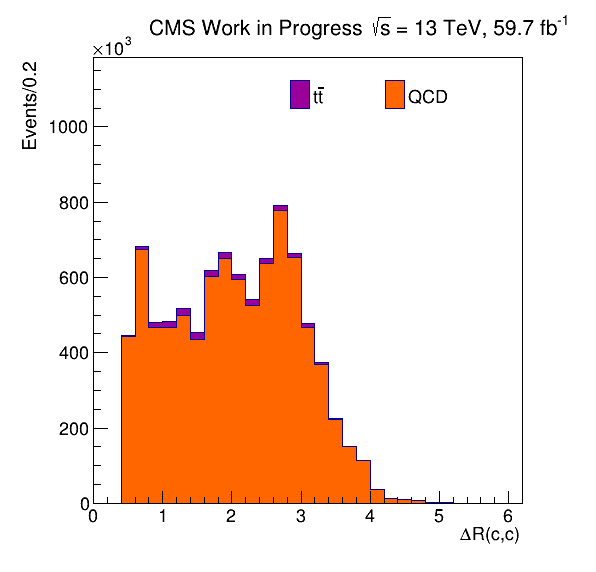 CMS Work in Progress √s = 13 TeV, 59.7 fb⁻¹
×10³
Events/0.2
tt̄
QCD
1000
800
600
400
200
0
0 1 2 3 4 5 6
ΔR(c,c)